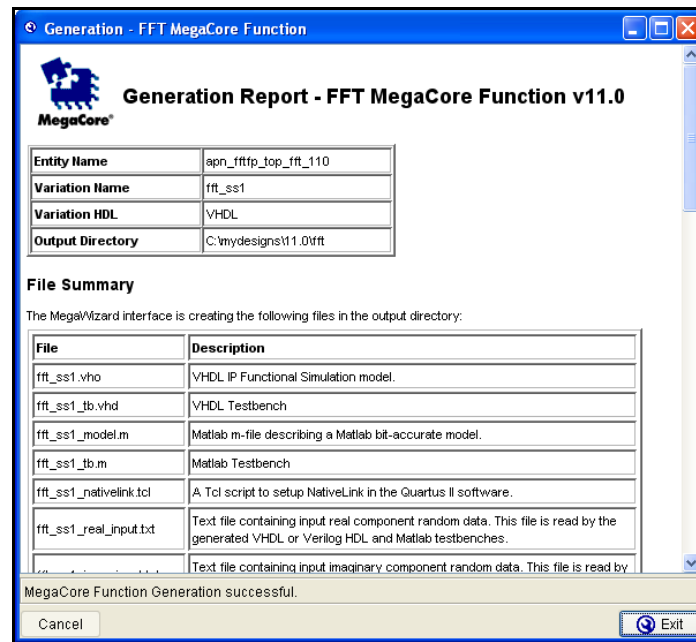 Generation - FFT MegaCore Function
MegaCore®
Generation Report - FFT MegaCore Function v11.0
Entity Name apn_fftfp_top_fft_110
Variation Name fft_ss1
Variation HDL VHDL
Output Directory C:\mydesigns\11.0\fft
File Summary
The MegaWizard interface is creating the following files in the output directory:
File Description
fft_ss1.vho VHDL IP Functional Simulation model.
fft_ss1_tb.vhd VHDL Testbench
fft_ss1_model.m Matlab m-file describing a Matlab bit-accurate model.
fft_ss1_tb.m Matlab Testbench
fft_ss1_nativelink.tcl A Tcl script to setup NativeLink in the Quartus II software.
fft_ss1_real_input.txt Text file containing input real component random data. This file is read by the
generated VHDL or Verilog HDL and Matlab testbenches.
Text file containing input imaginary component random data. This file is read by
MegaCore Function Generation successful.
Cancel Exit